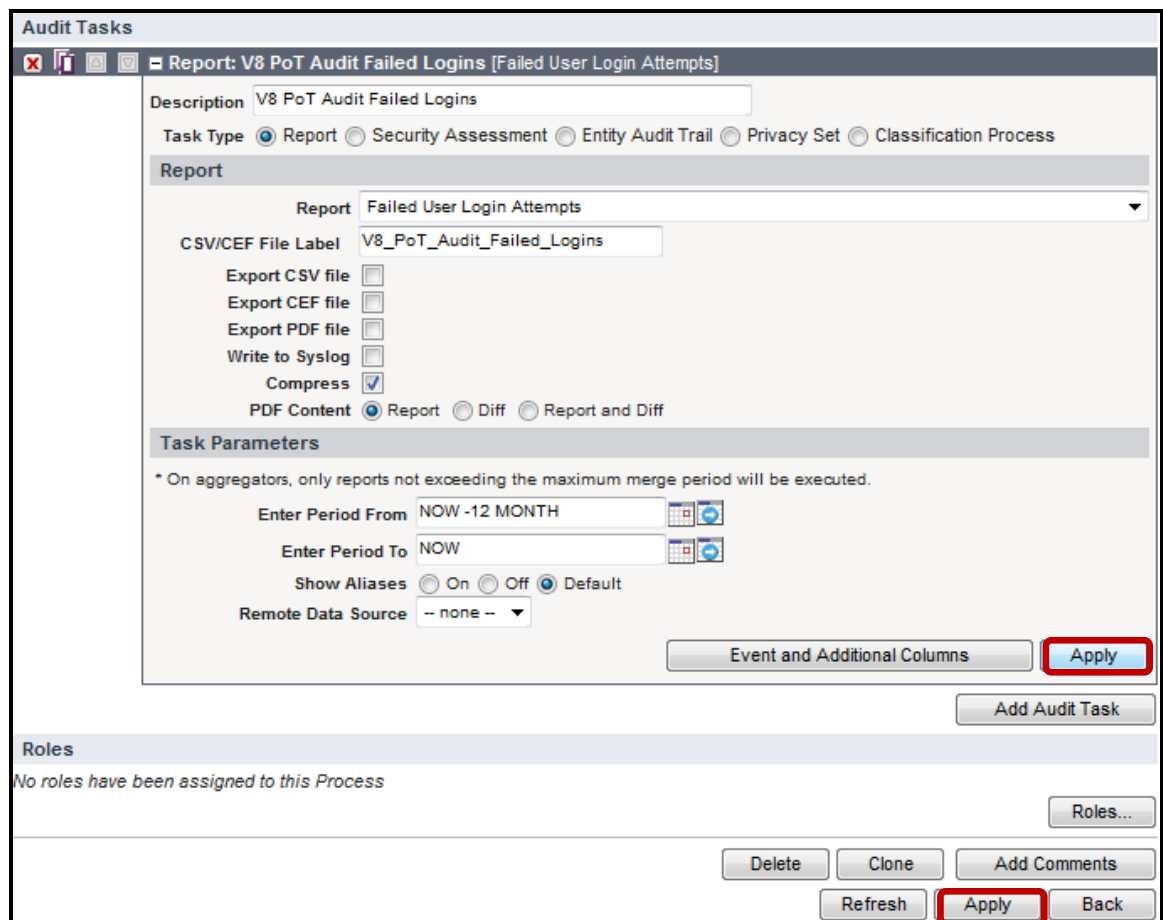 Audit Tasks
Report: V8 PoT Audit Failed Logins [Failed User Login Attempts]
Description V8 PoT Audit Failed Logins
Task Type Report Security Assessment Entity Audit Trail Privacy Set Classification Process
Report
Report Failed User Login Attempts
CSV/CEF File Label V8_PoT_Audit_Failed_Logins
Export CSV file
Export CEF file
Export PDF file
Write to Syslog
Compress
PDF Content Report Diff Report and Diff
Task Parameters
* On aggregators, only reports not exceeding the maximum merge period will be executed.
Enter Period From NOW -12 MONTH
Enter Period To NOW
Show Aliases On Off Default
Remote Data Source -- none --
Event and Additional Columns Apply
Add Audit Task
Roles
No roles have been assigned to this Process
Roles...
Delete Clone Add Comments
Refresh Apply Back